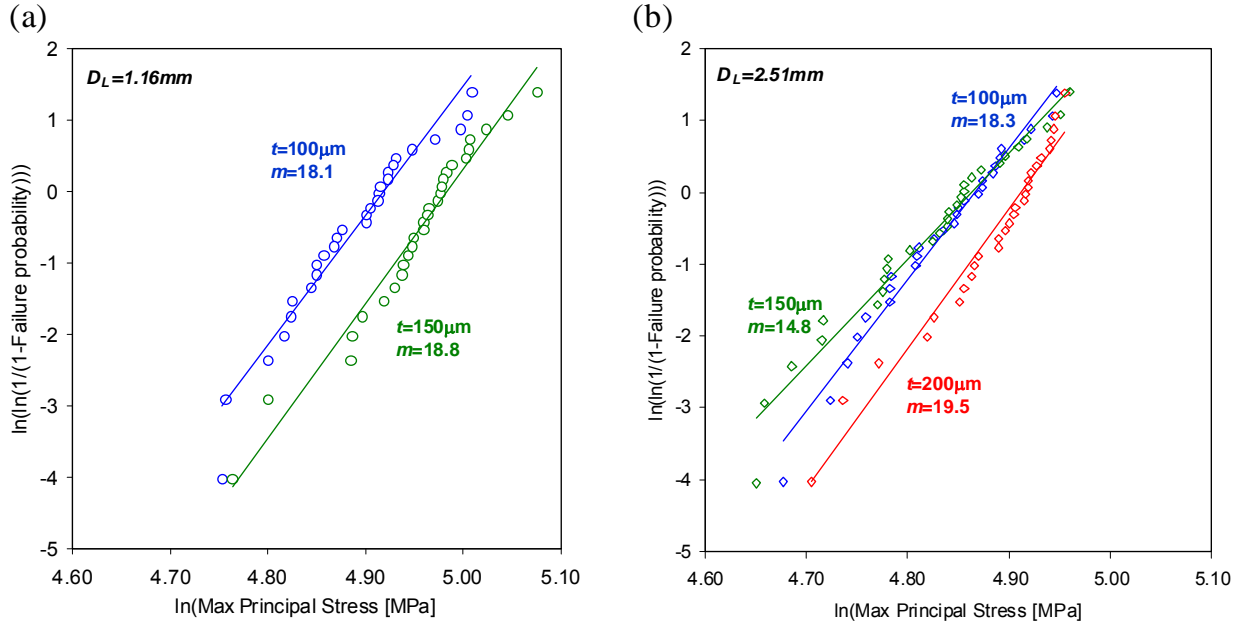 (a)
(b)
D_L=1.16mm
t=100μm
m=18.1
t=150μm
m=18.8
ln(ln(1/(1-Failure probability))))
2
1
0
-1
-2
-3
-4
-5
4.60
4.70
4.80
4.90
5.00
5.10
ln(Max Principal Stress [MPa]
D_L=2.51mm
t=100μm
m=18.3
t=150μm
m=14.8
t=200μm
m=19.5
ln(ln(1/(1-Failure probability))))
2
1
0
-1
-2
-3
-4
-5
4.60
4.70
4.80
4.90
5.00
5.10
ln(Max Principal Stress [MPa]